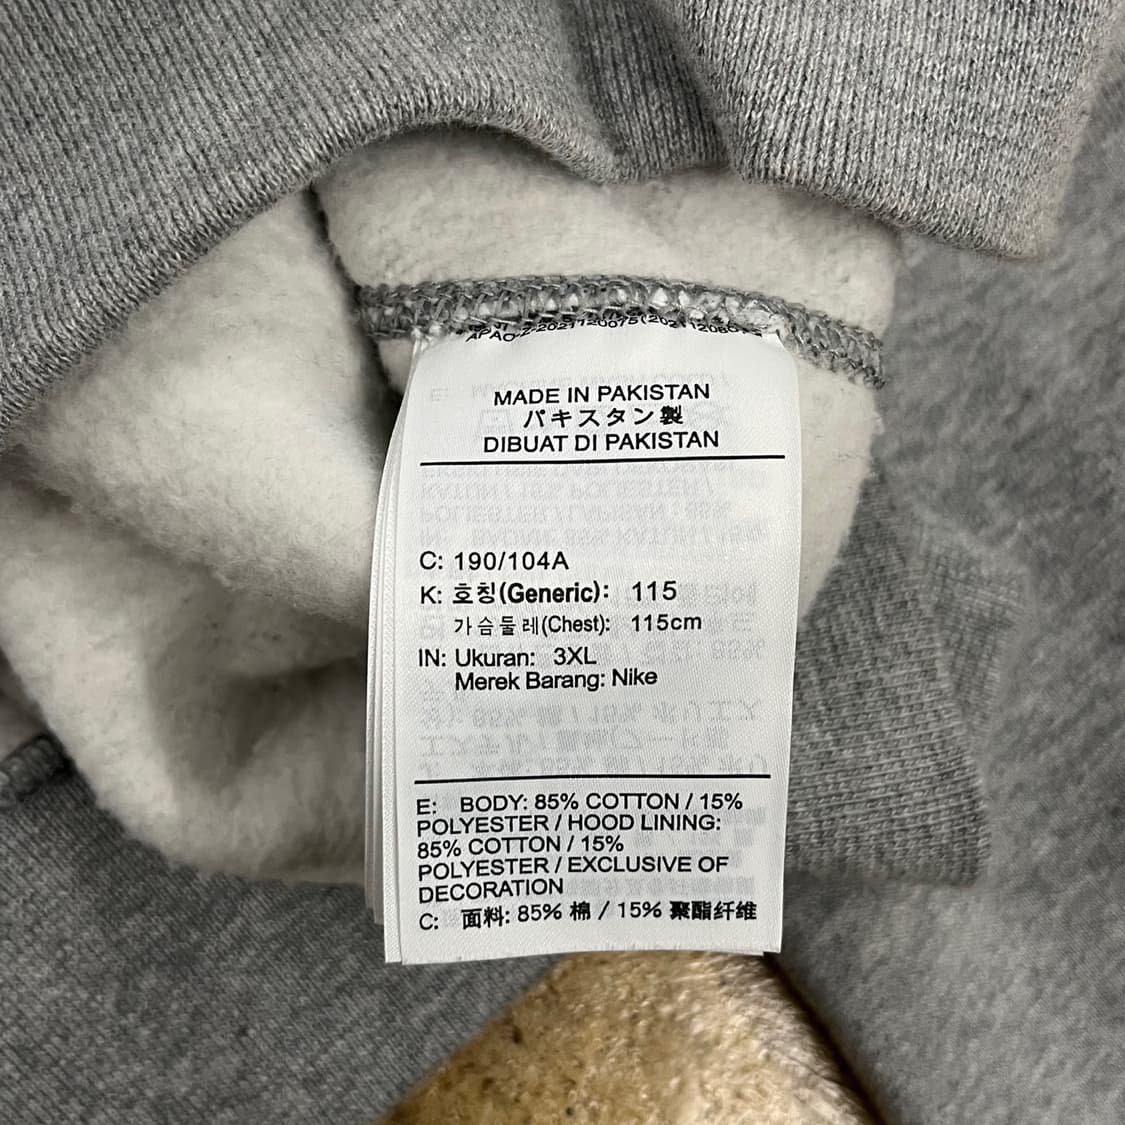 MADE IN PAKISTAN
パキスタン製
DIBUAT DI PAKISTAN
C: 190/104A
K: 호칭(Generic): 115
가슴둘레(Chest): 115cm
IN: Ukuran: 3XL
Merek Barang: Nike
E: BODY: 85% COTTON / 15%
POLYESTER / HOOD LINING:
85% COTTON / 15%
POLYESTER / EXCLUSIVE OF
DECORATION
C: 面料: 85% 棉 / 15% 聚酯纤维